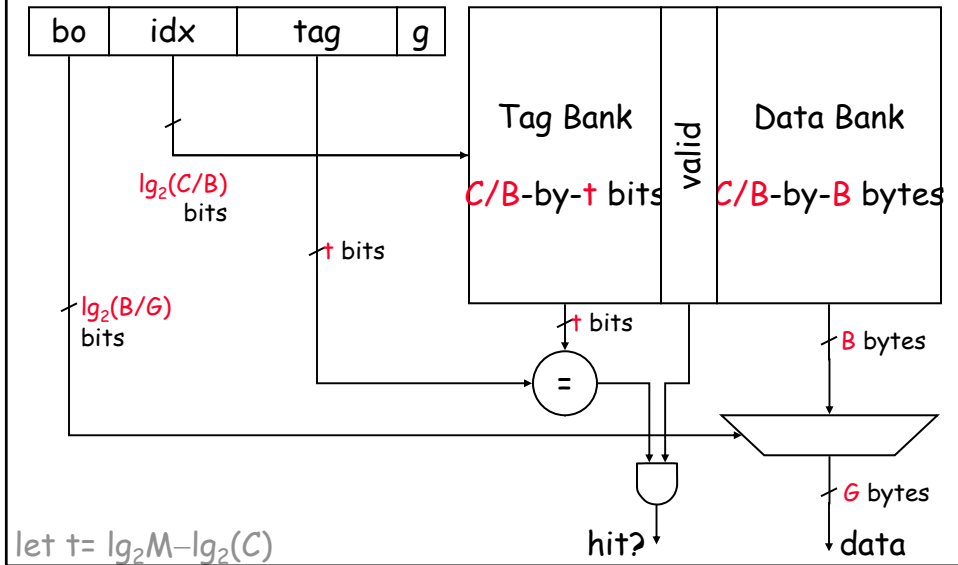 bo idx tag g
Tag Bank
C/B-by-t bits
valid
Data Bank
C/B-by-B bytes
lg₂(C/B)
bits
t bits
lg₂(B/G)
bits
t bits
B bytes
=
G bytes
let t= lg₂M–lg₂(C)
hit?
data